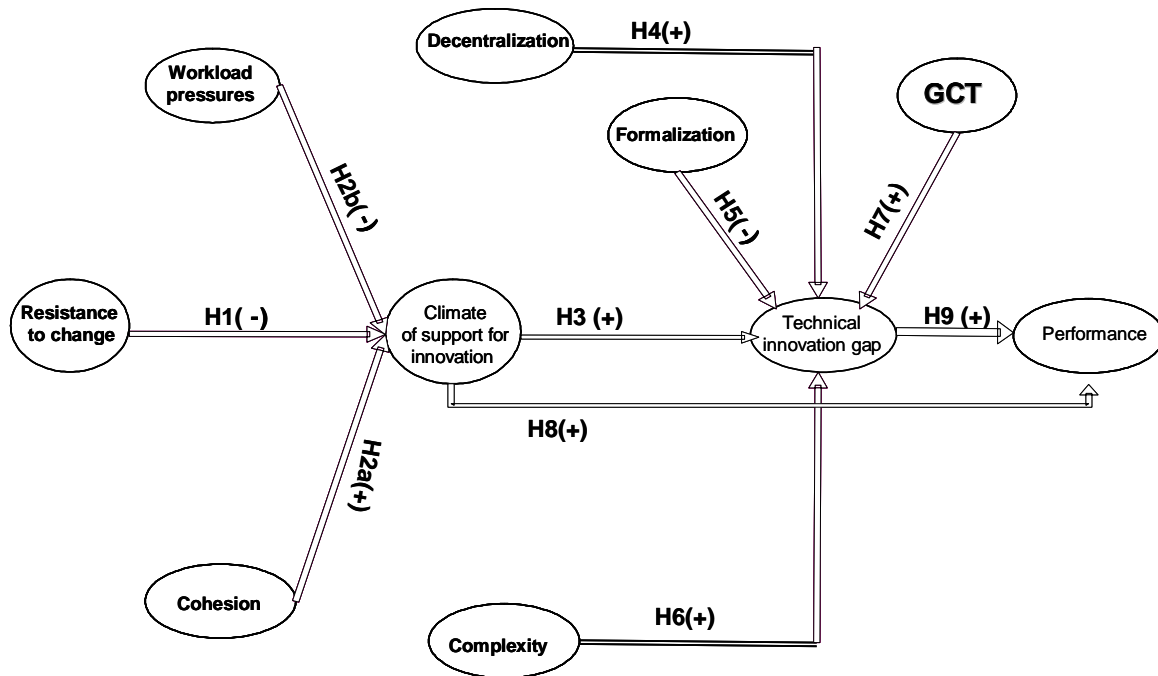 Decentralization
H4(+)
Workload
pressures
GCT
Formalization
H2b(-)
H5(-)
H7(+)
Resistance
to change
H1( -)
Climate
of support for
innovation
H3 (+)
Technical
innovation gap
H9 (+)
Performance
H8(+)
H2a(+)
Cohesion
H6(+)
Complexity